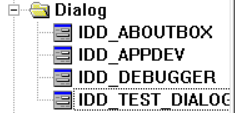 Dialog
IDD_ABOUTBOX
IDD_APPDEV
IDD_DEBUGGER
IDD_TEST_DIALOG